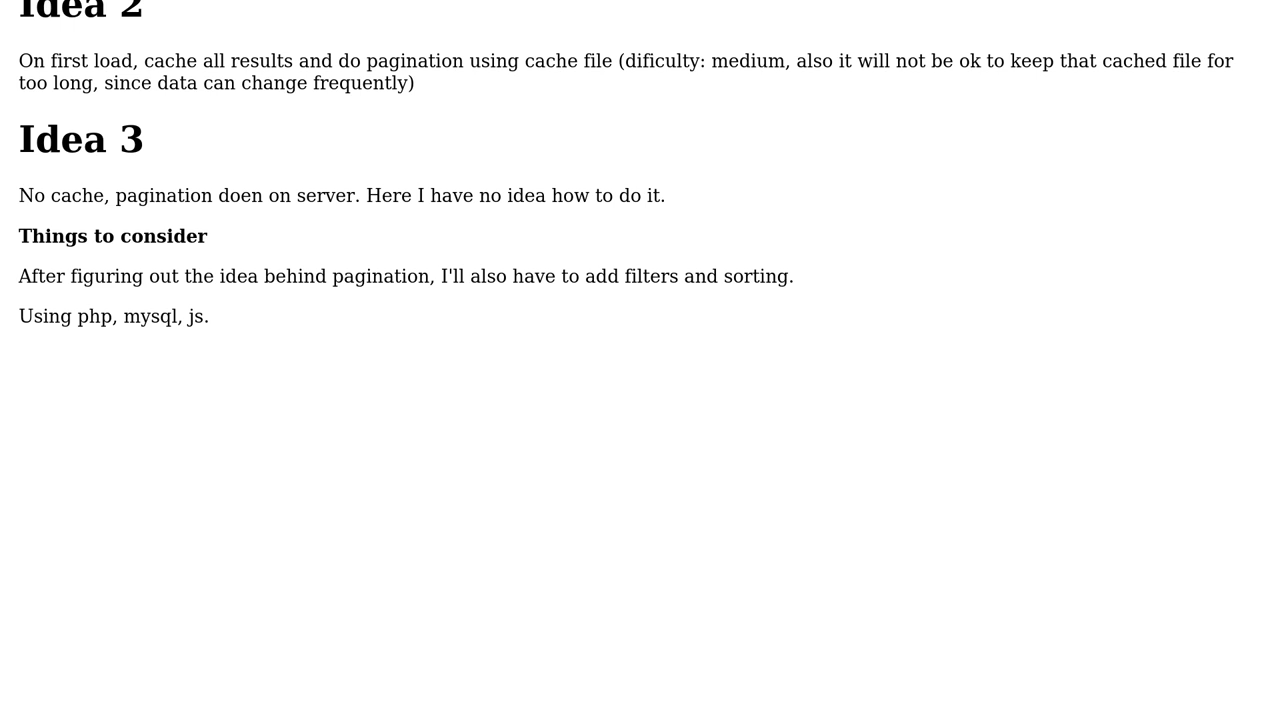 Idea 2
On first load, cache all results and do pagination using cache file (dificulty: medium, also it will not be ok to keep that cached file for
too long, since data can change frequently)
Idea 3
No cache, pagination doen on server. Here I have no idea how to do it.
Things to consider
After figuring out the idea behind pagination, I'll also have to add filters and sorting.
Using php, mysql, js.